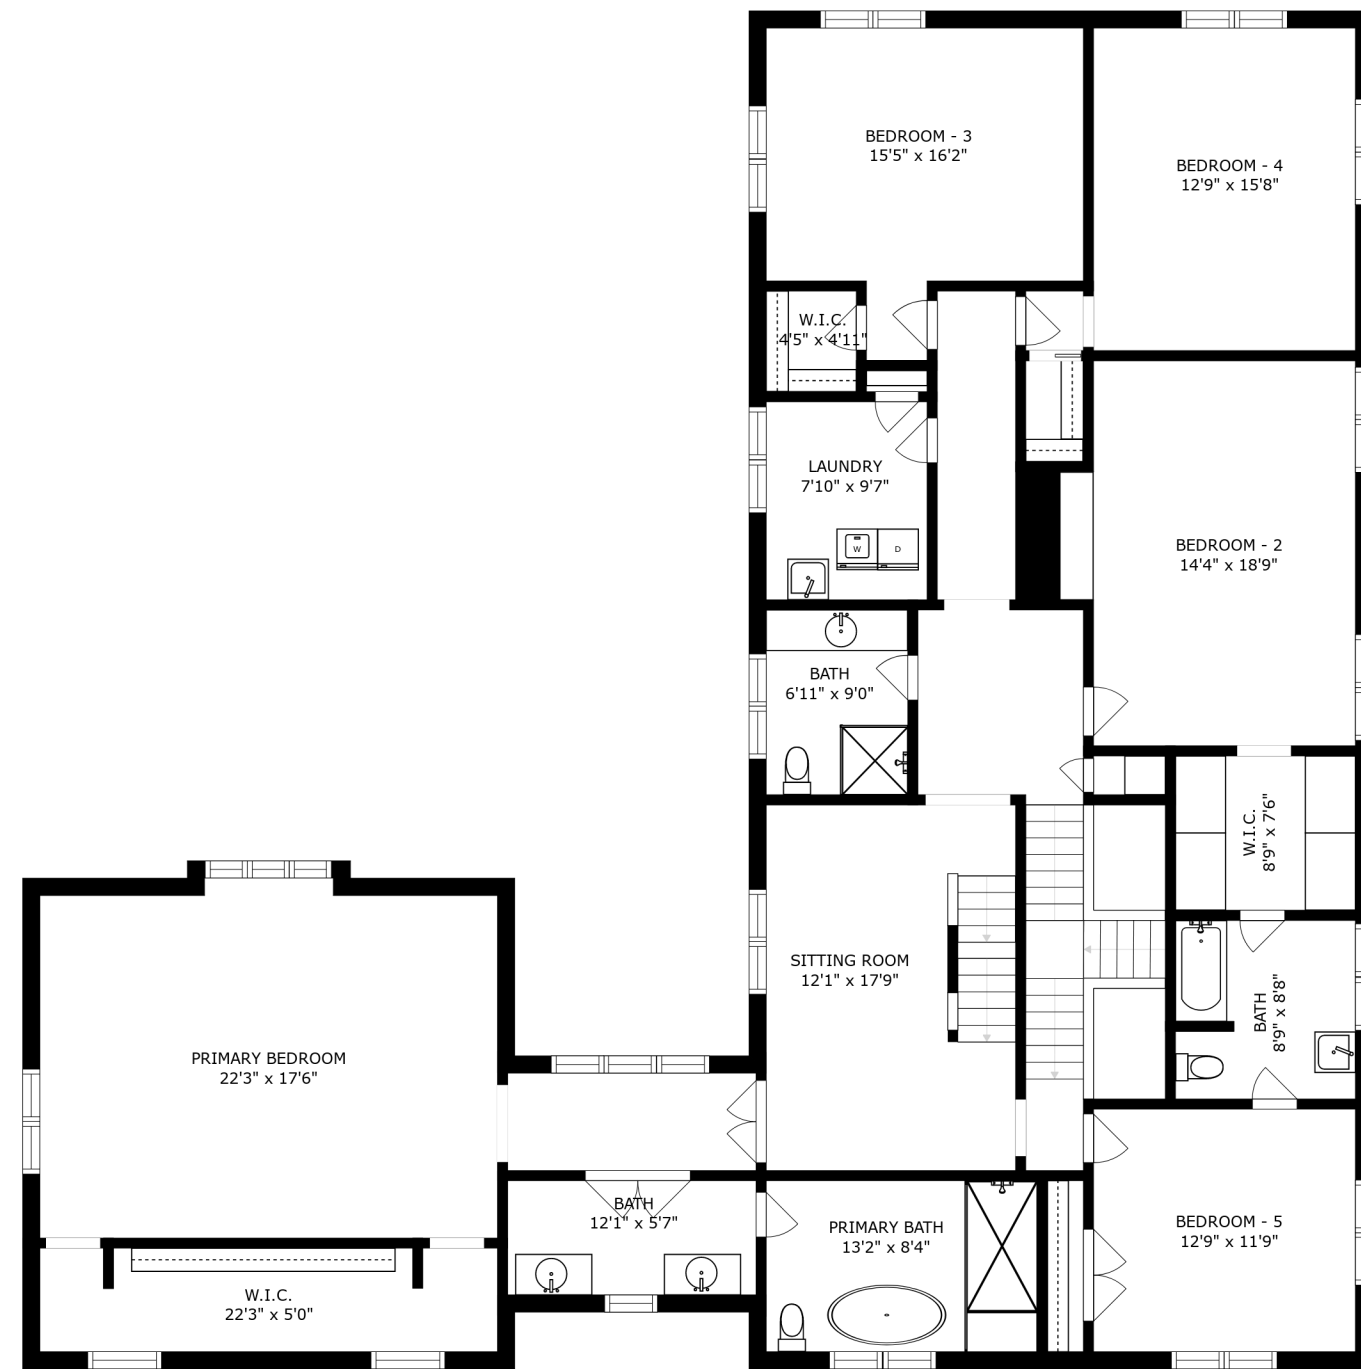 BEDROOM - 3
15'5" x 16'2"
BEDROOM - 4
12'9" x 15'8"
W.I.C.
4'5" x 4'11"
LAUNDRY
7'10" x 9'7"
W
D
BEDROOM - 2
14'4" x 18'9"
BATH
6'11" x 9'0"
W.I.C.
8'9" x 7'6"
SITTING ROOM
12'1" x 17'9"
BATH
8'9" x 8'8"
PRIMARY BEDROOM
22'3" x 17'6"
BATH
12'1" x 5'7"
PRIMARY BATH
13'2" x 8'4"
BEDROOM - 5
12'9" x 11'9"
W.I.C.
22'3" x 5'0"